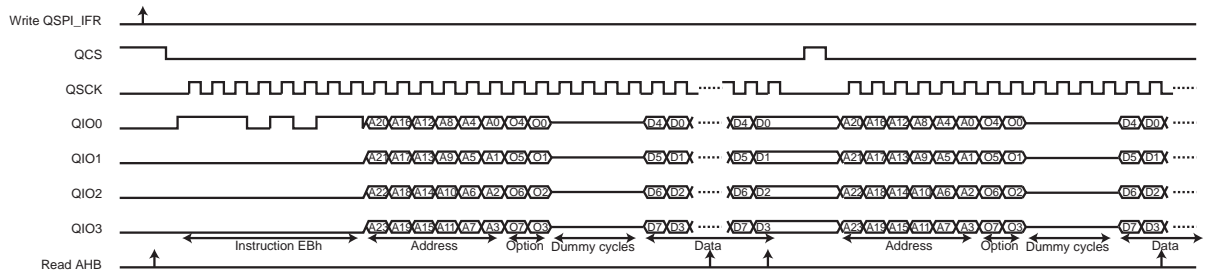 Write QSPI_IFR
QCS
QSCK
QIO0 A20 A16 A12 A8 A4 A0 O4 O0 D4 D0 D4 D0 A20 A16 A12 A8 A4 A0 O4 O0 D4 D0
QIO1 A21 A17 A13 A9 A5 A1 O5 O1 D5 D1 D5 D1 A21 A17 A13 A9 A5 A1 O5 O1 D5 D1
QIO2 A22 A18 A14 A10 A6 A2 O6 O2 D6 D2 D6 D2 A22 A18 A14 A10 A6 A2 O6 O2 D6 D2
QIO3 A23 A19 A15 A11 A7 A3 O7 O3 D7 D3 D7 D3 A23 A19 A15 A11 A7 A3 O7 O3 D7 D3
Instruction EBh Address Option Dummy cycles Data Address Option Dummy cycles Data
Read AHB